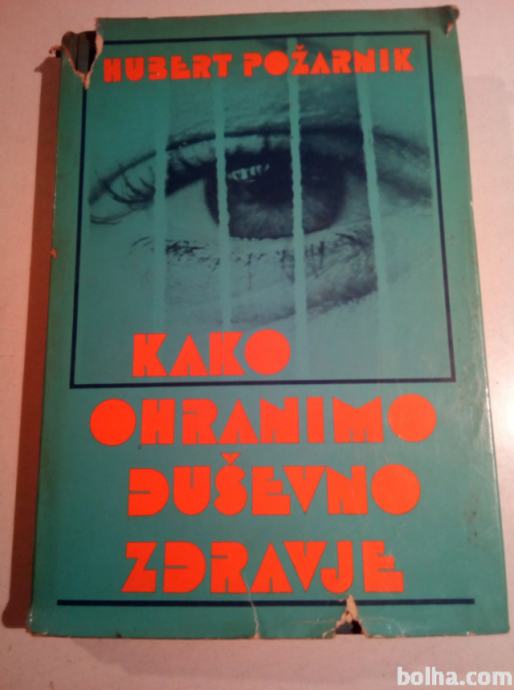 HUBERT POŽARNIK
KAKO
OHRANIMO
DUŠEVNO
ZDRAVJE
bolha.com